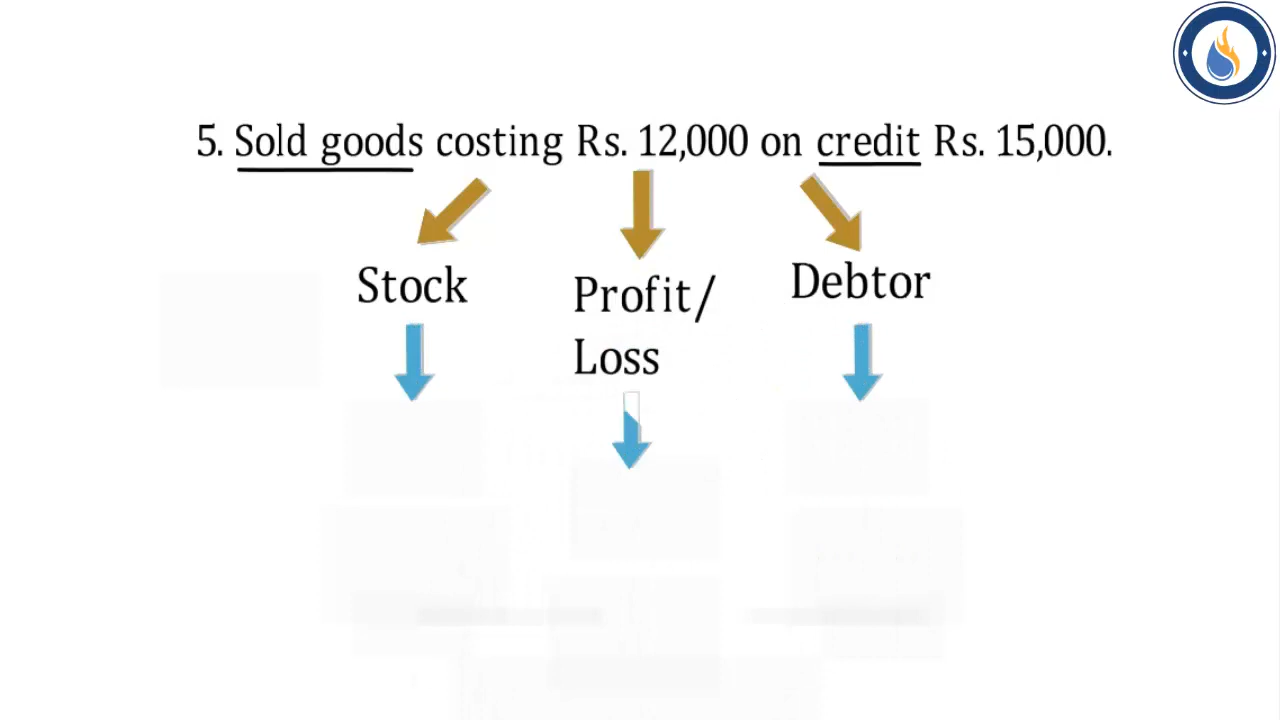 5. Sold goods costing Rs. 12,000 on credit Rs. 15,000.
Stock
Profit/
Loss
Debtor